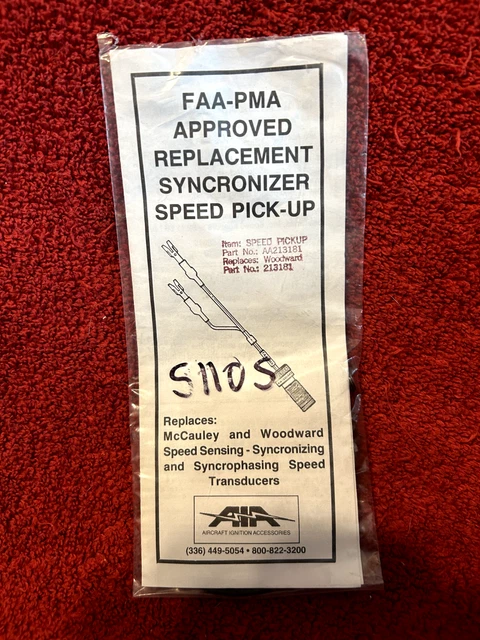 FAA-PMA
APPROVED
REPLACEMENT
SYNCRONIZER
SPEED PICK-UP
Item: SPEED PICKUP
Part No.: AA213181
Replaces: Woodward
Part No.: 213181
S110S
Replaces:
McCauley and Woodward
Speed Sensing - Syncronizing
and Syncrophasing Speed
Transducers
AIA
AIRCRAFT IGNITION ACCESSORIES
(336) 449-5054 • 800-822-3200